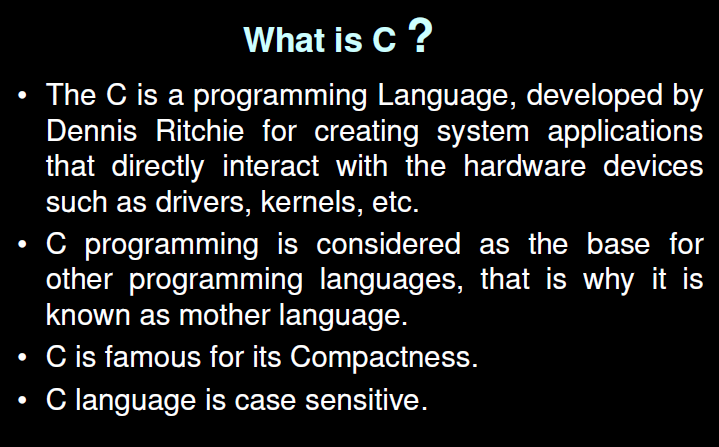 What is C ?
• The C is a programming Language, developed by
Dennis Ritchie for creating system applications
that directly interact with the hardware devices
such as drivers, kernels, etc.
• C programming is considered as the base for
other programming languages, that is why it is
known as mother language.
• C is famous for its Compactness.
• C language is case sensitive.